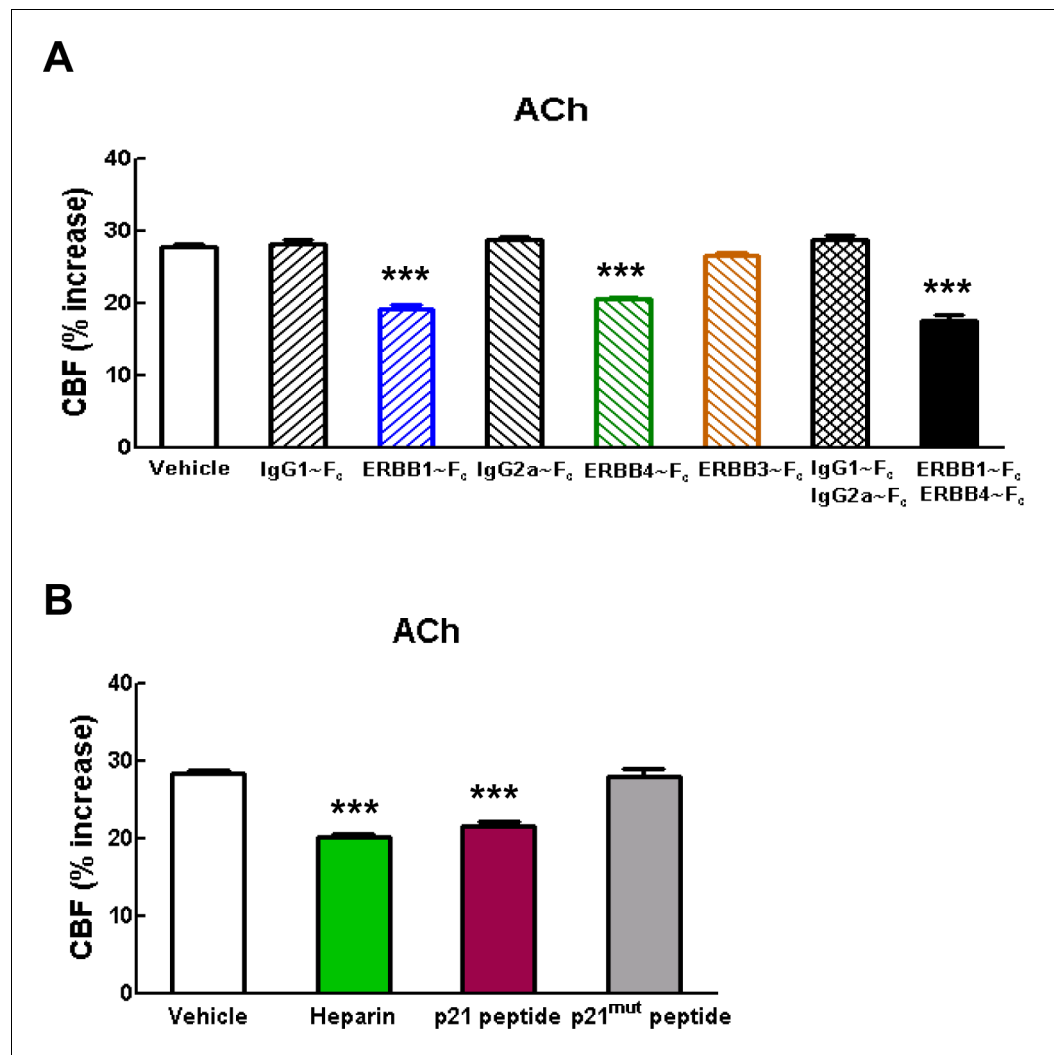 A
ACh
CBF (% increase)
40
30
20
10
0
***
***
***
Vehicle IgG1~Fc ERBB1~Fc IgG2a~Fc ERBB4~Fc ERBB3~Fc IgG1~Fc ERBB1~Fc
IgG2a~Fc ERBB4~Fc
B
ACh
CBF (% increase)
40
30
20
10
0
***
***
Vehicle Heparin p21 peptide p21mut peptide